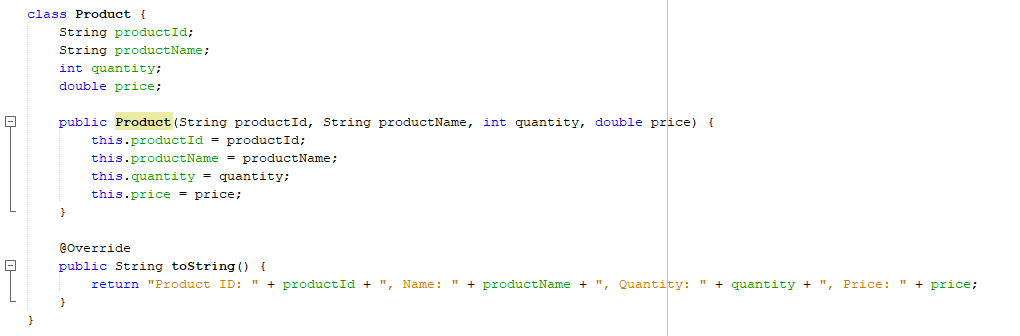 class Product {
    String productId;
    String productName;
    int quantity;
    double price;

    public Product(String productId, String productName, int quantity, double price) {
        this.productId = productId;
        this.productName = productName;
        this.quantity = quantity;
        this.price = price;
    }

    @Override
    public String toString() {
        return "Product ID: " + productId + ", Name: " + productName + ", Quantity: " + quantity + ", Price: " + price;
    }
}